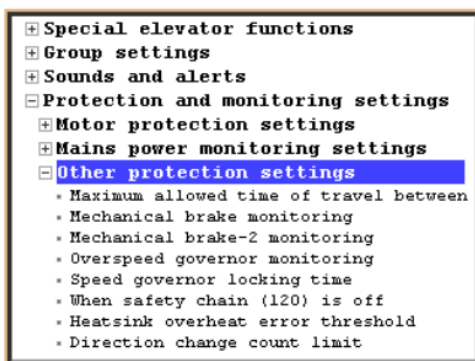 Special elevator functions
Group settings
Sounds and alerts
Protection and monitoring settings
Motor protection settings
Mains power monitoring settings
Other protection settings
Maximum allowed time of travel between
Mechanical brake monitoring
Mechanical brake-2 monitoring
Overspeed governor monitoring
Speed governor locking time
When safety chain (120) is off
Heatsink overheat error threshold
Direction change count limit